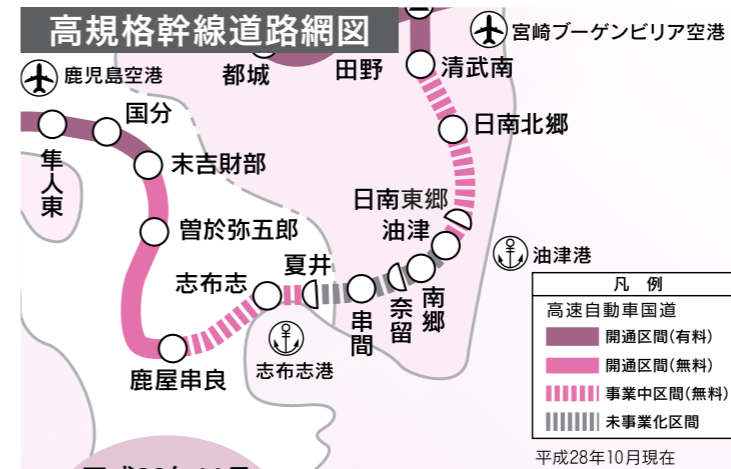 高規格幹線道路網図
宮崎ブーゲンビリア空港
鹿児島空港
都城
田野
清武南
国分
日南北郷
隼人東
末吉財部
日南東郷
曽於弥五郎
油津
油津港
夏井
志布志
串間
奈留
南郷
志布志港
鹿屋串良
凡 例
高速自動車国道
開通区間(有料)
開通区間(無料)
事業中区間(無料)
未事業化区間
平成28年10月現在